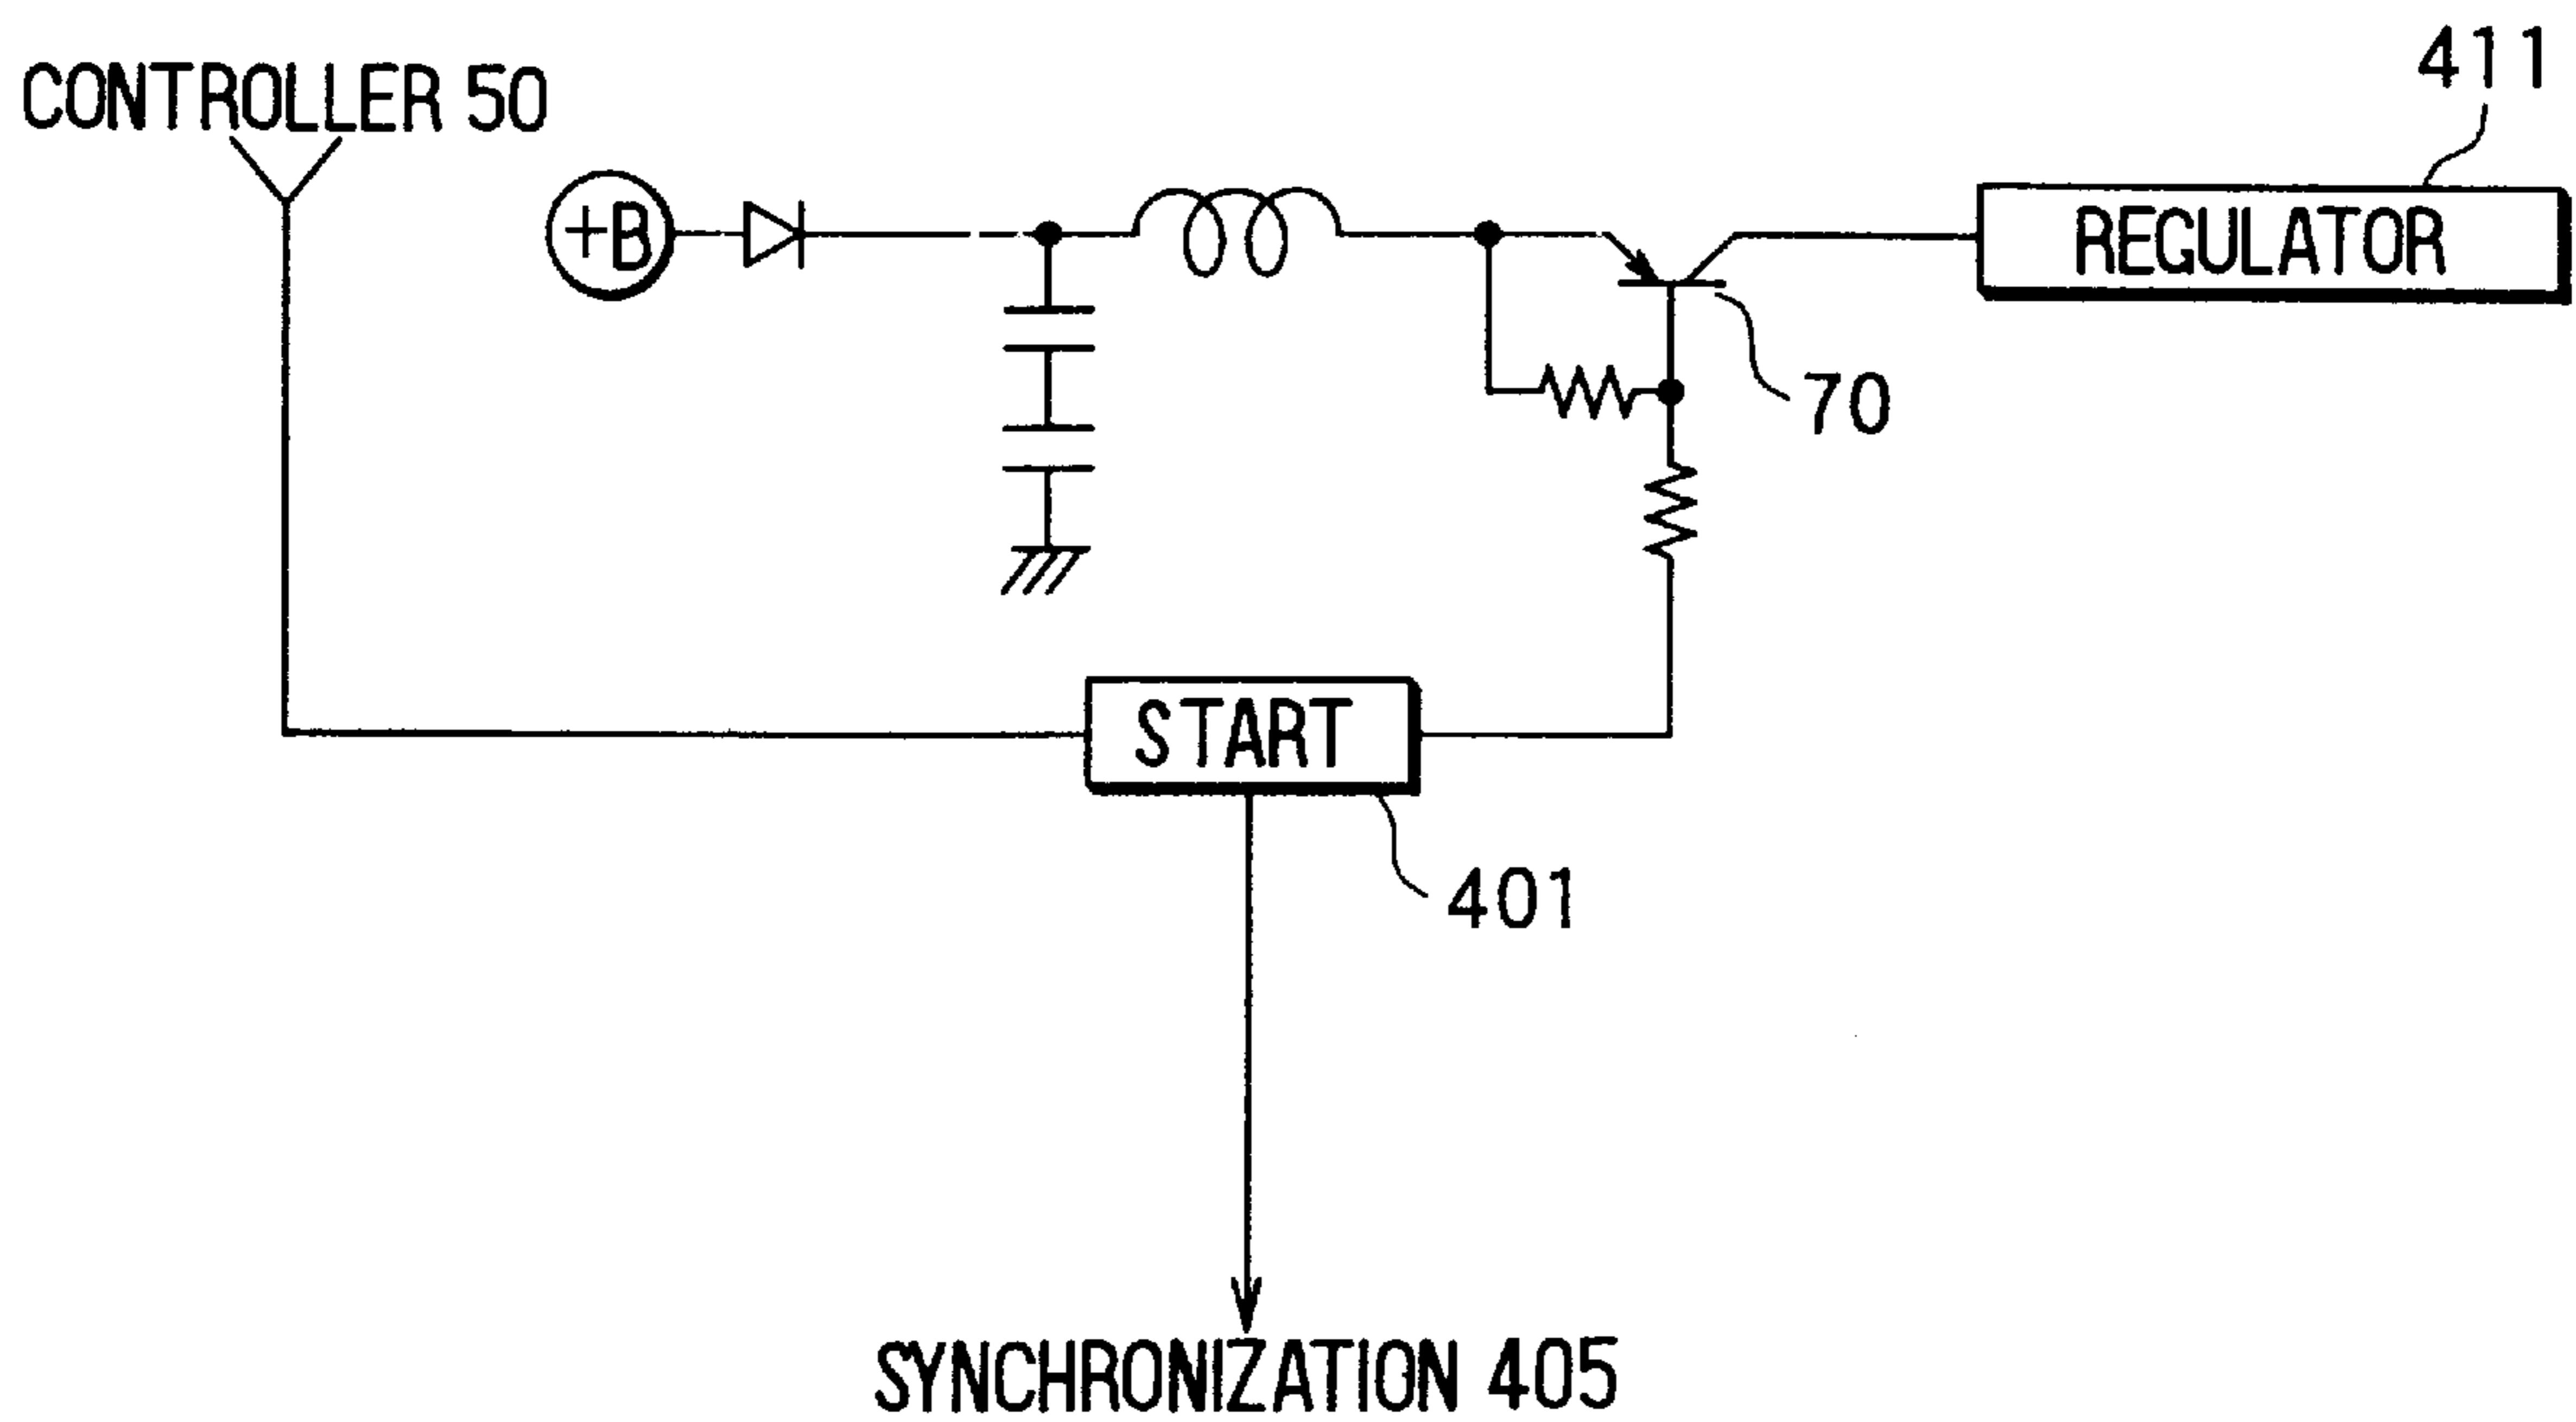 411
CONTROLLER 50
+B
REGULATOR
70
START
401
SYNCHRONIZATION 405